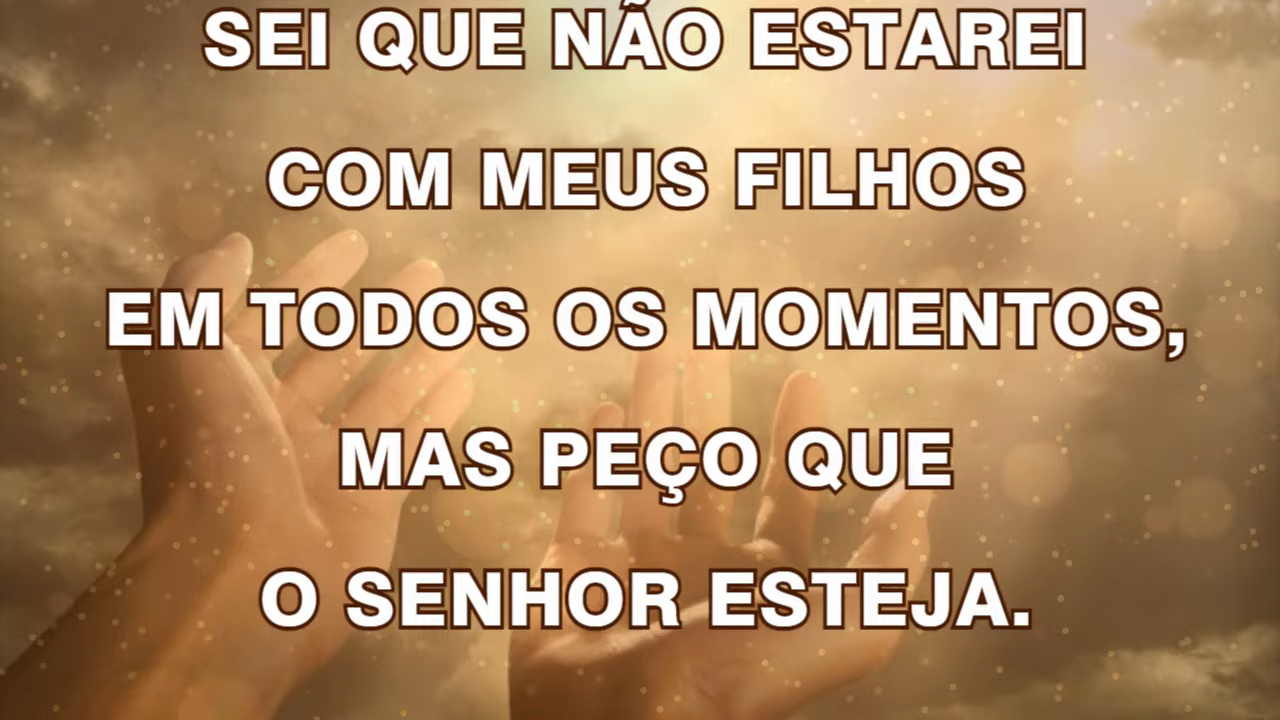 SEI QUE NÃO ESTAREI
COM MEUS FILHOS
EM TODOS OS MOMENTOS,
MAS PEÇO QUE
O SENHOR ESTEJA.